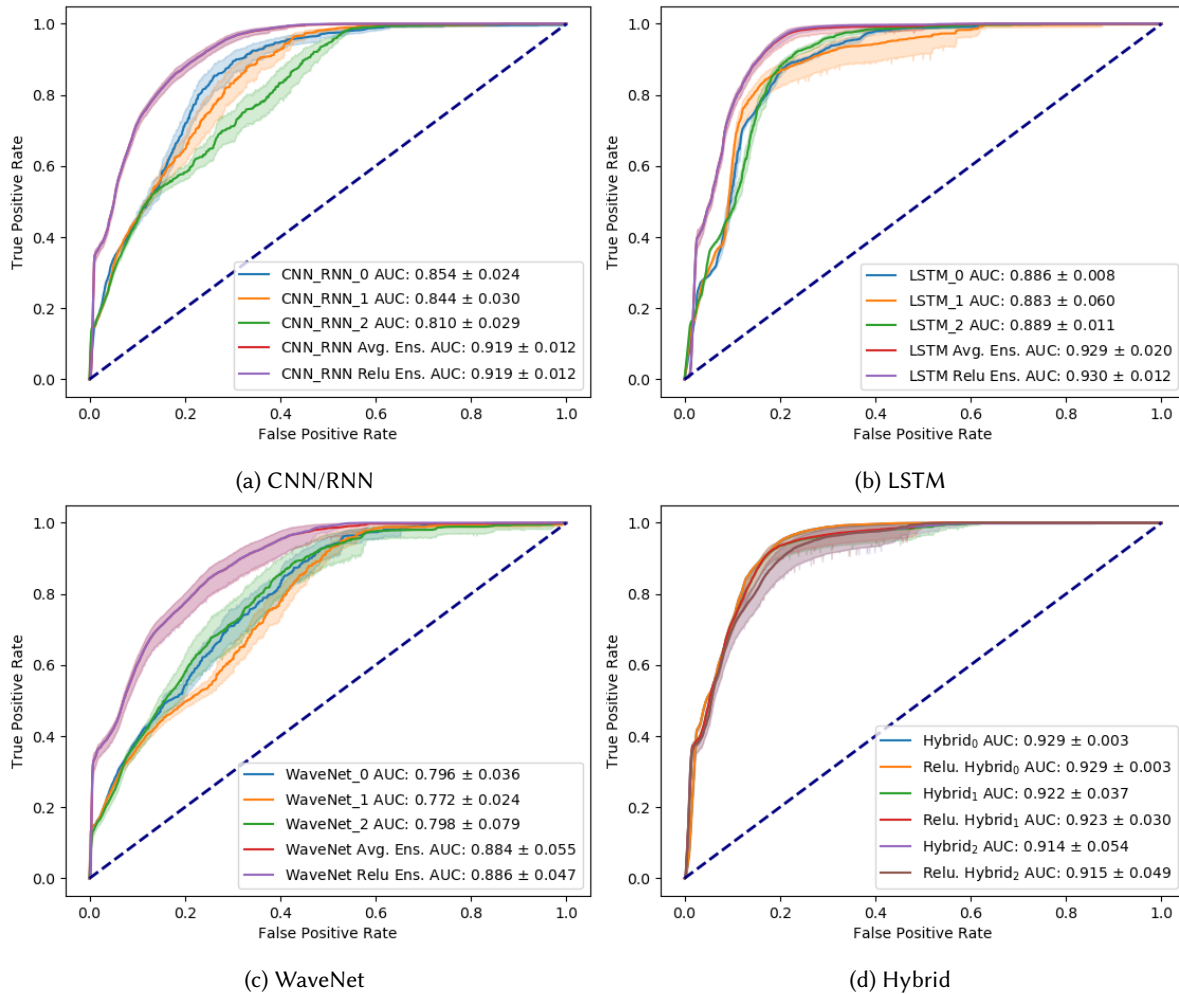 1.0
0.8
0.6
0.4
0.2
0.0
True Positive Rate
CNN_RNN_0 AUC: 0.854 ± 0.024
CNN_RNN_1 AUC: 0.844 ± 0.030
CNN_RNN_2 AUC: 0.810 ± 0.029
CNN_RNN Avg. Ens. AUC: 0.919 ± 0.012
CNN_RNN Relu Ens. AUC: 0.919 ± 0.012
0.0 0.2 0.4 0.6 0.8 1.0
False Positive Rate
(a) CNN/RNN
1.0
0.8
0.6
0.4
0.2
0.0
True Positive Rate
LSTM_0 AUC: 0.886 ± 0.008
LSTM_1 AUC: 0.883 ± 0.060
LSTM_2 AUC: 0.889 ± 0.011
LSTM Avg. Ens. AUC: 0.929 ± 0.020
LSTM Relu Ens. AUC: 0.930 ± 0.012
0.0 0.2 0.4 0.6 0.8 1.0
False Positive Rate
(b) LSTM
1.0
0.8
0.6
0.4
0.2
0.0
True Positive Rate
WaveNet_0 AUC: 0.796 ± 0.036
WaveNet_1 AUC: 0.772 ± 0.024
WaveNet_2 AUC: 0.798 ± 0.079
WaveNet Avg. Ens. AUC: 0.884 ± 0.055
WaveNet Relu Ens. AUC: 0.886 ± 0.047
0.0 0.2 0.4 0.6 0.8 1.0
False Positive Rate
(c) WaveNet
1.0
0.8
0.6
0.4
0.2
0.0
True Positive Rate
Hybrid₀ AUC: 0.929 ± 0.003
Relu. Hybrid₀ AUC: 0.929 ± 0.003
Hybrid₁ AUC: 0.922 ± 0.037
Relu. Hybrid₁ AUC: 0.923 ± 0.030
Hybrid₂ AUC: 0.914 ± 0.054
Relu. Hybrid₂ AUC: 0.915 ± 0.049
0.0 0.2 0.4 0.6 0.8 1.0
False Positive Rate
(d) Hybrid